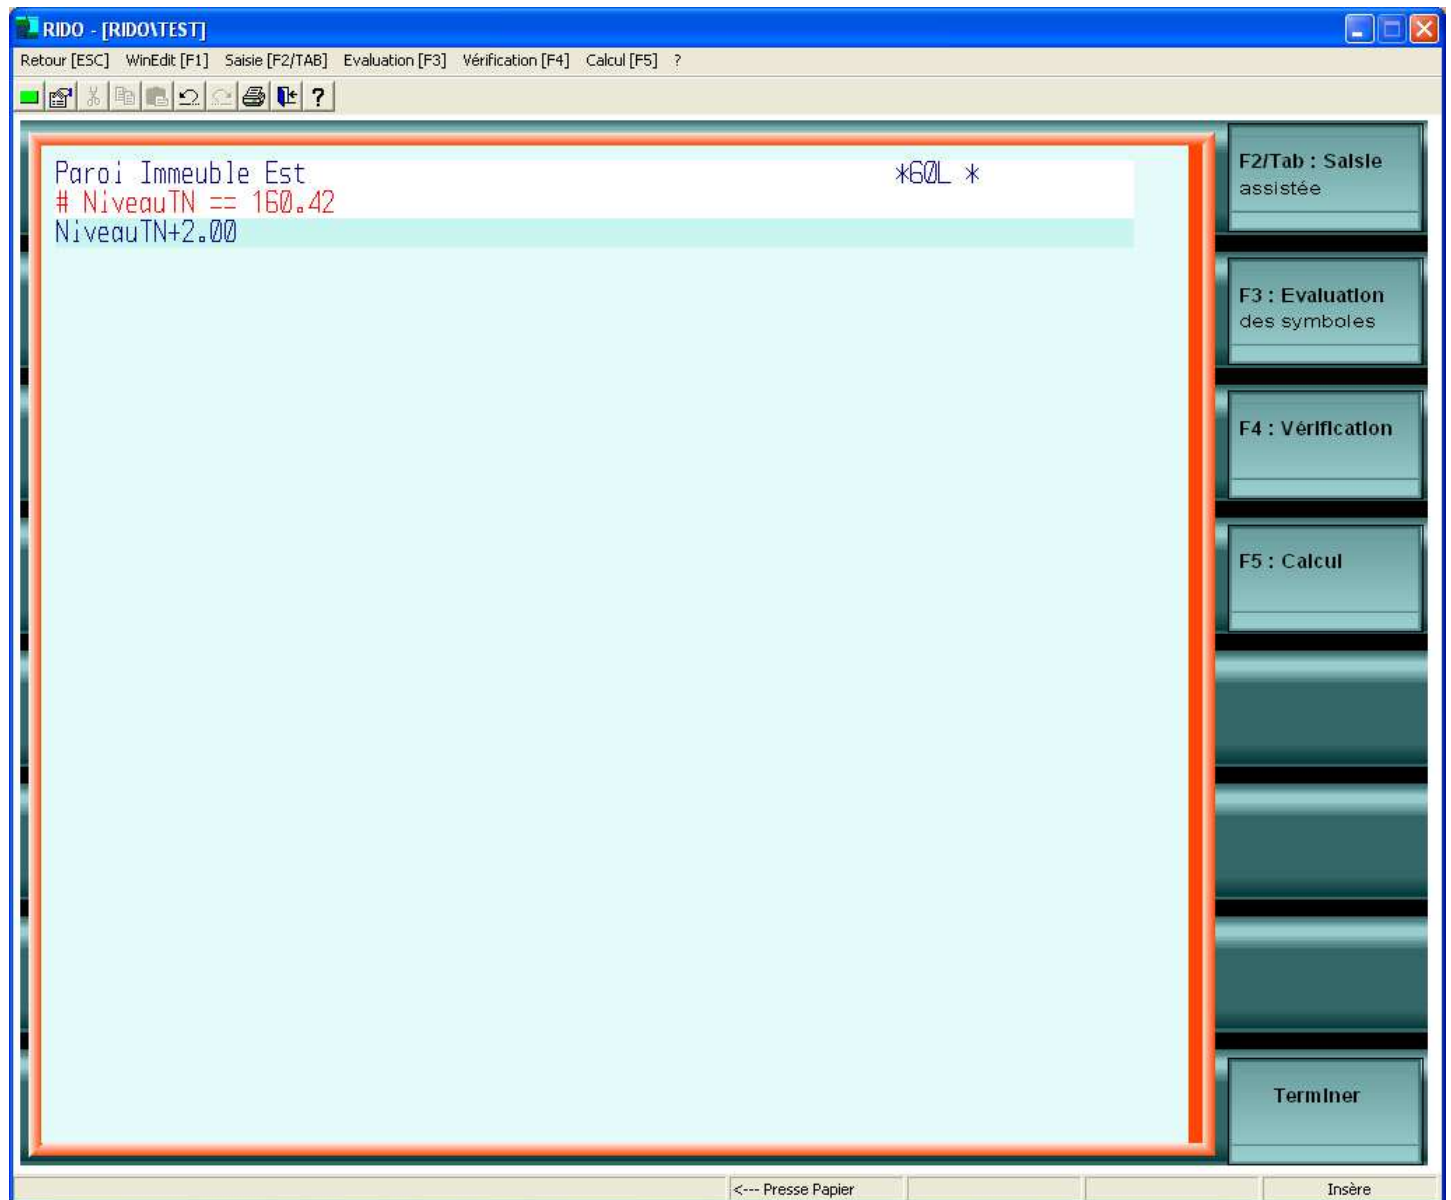 RIDO - [RIDO\TEST]
Retour [ESC] WinEdit [F1] Saisie [F2/TAB] Evaluation [F3] Vérification [F4] Calcul [F5] ?
Paroi Immeuble Est *60L *
# NiveauTN == 160.42
NiveauTN+2.00
F2/Tab : Saisie
assistée
F3 : Evaluation
des symboles
F4 : Vérification
F5 : Calcul
Terminer
<--- Presse Papier Insère